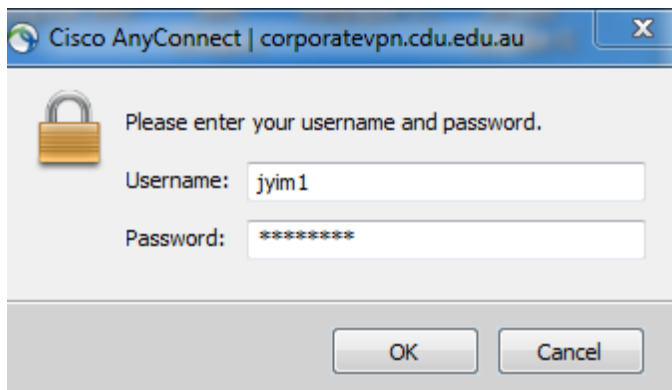 Cisco AnyConnect | corporatevpn.cdu.edu.au
Please enter your username and password.
Username: jyim1
Password: ********
OK Cancel